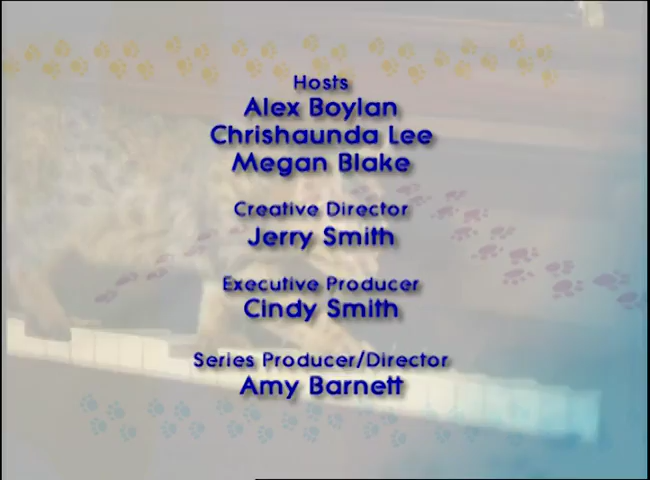 Hosts
Alex Boylan
Chrishaunda Lee
Megan Blake
Creative Director
Jerry Smith
Executive Producer
Cindy Smith
Series Producer/Director
Amy Barnett